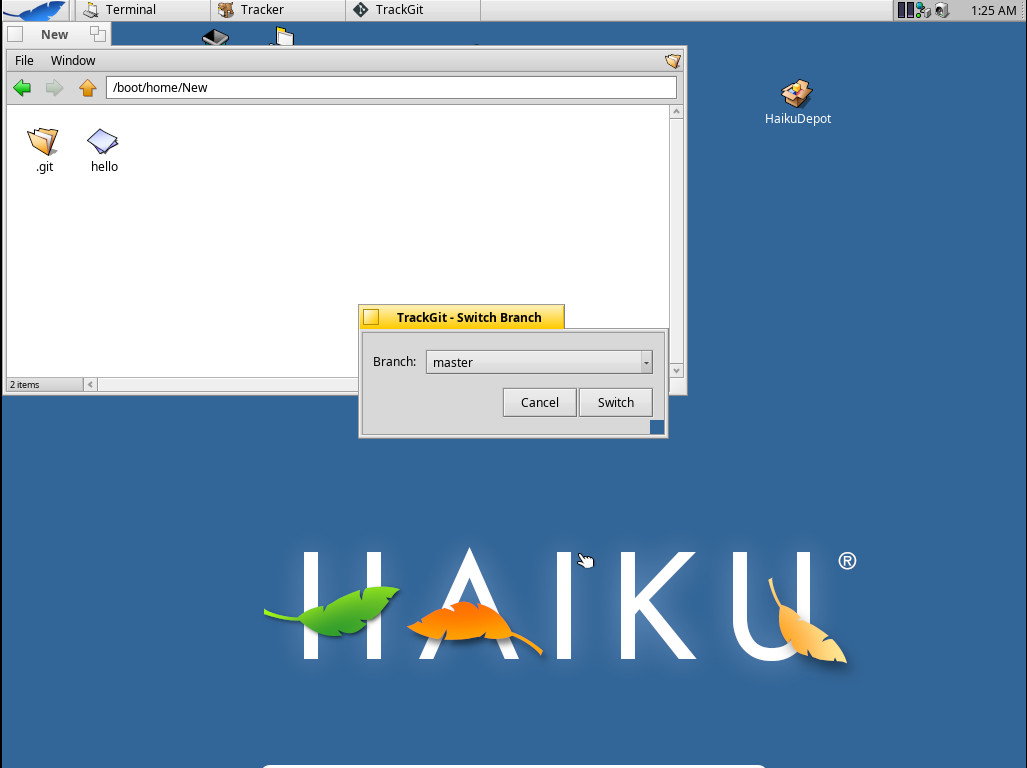 Terminal
Tracker
TrackGit
1:25 AM
New
File
Window
/boot/home/New
.git
hello
HaikuDepot
TrackGit - Switch Branch
Branch:
master
Cancel
Switch
2 items
HAIKU®